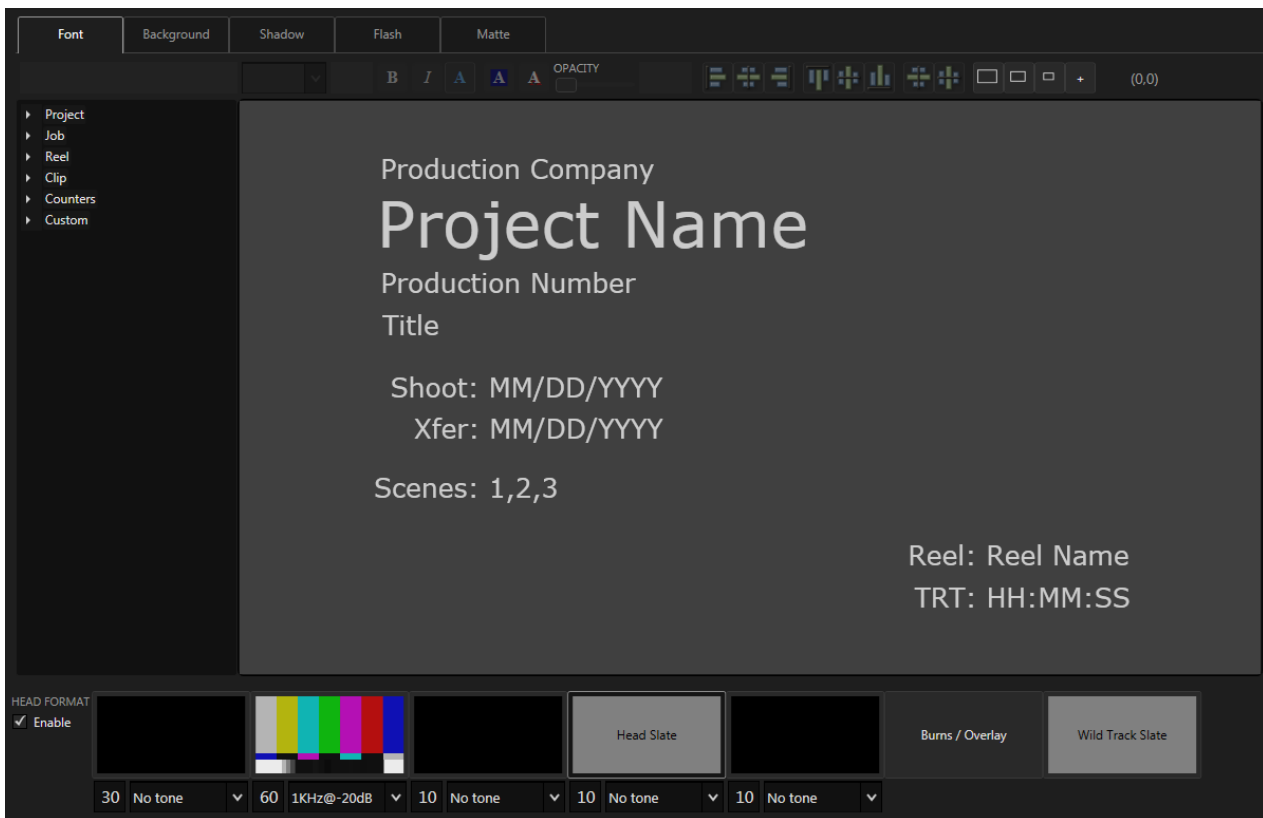 Font Background Shadow Flash Matte
B I A A A OPACITY + (0,0)
Project
Job
Reel
Clip
Counters
Custom
Production Company
Project Name
Production Number
Title
Shoot: MM/DD/YYYY
Xfer: MM/DD/YYYY
Scenes: 1,2,3
Reel: Reel Name
TRT: HH:MM:SS
HEAD FORMAT
Enable
Head Slate Burns / Overlay Wild Track Slate
30 No tone 60 1KHz@-20dB 10 No tone 10 No tone 10 No tone